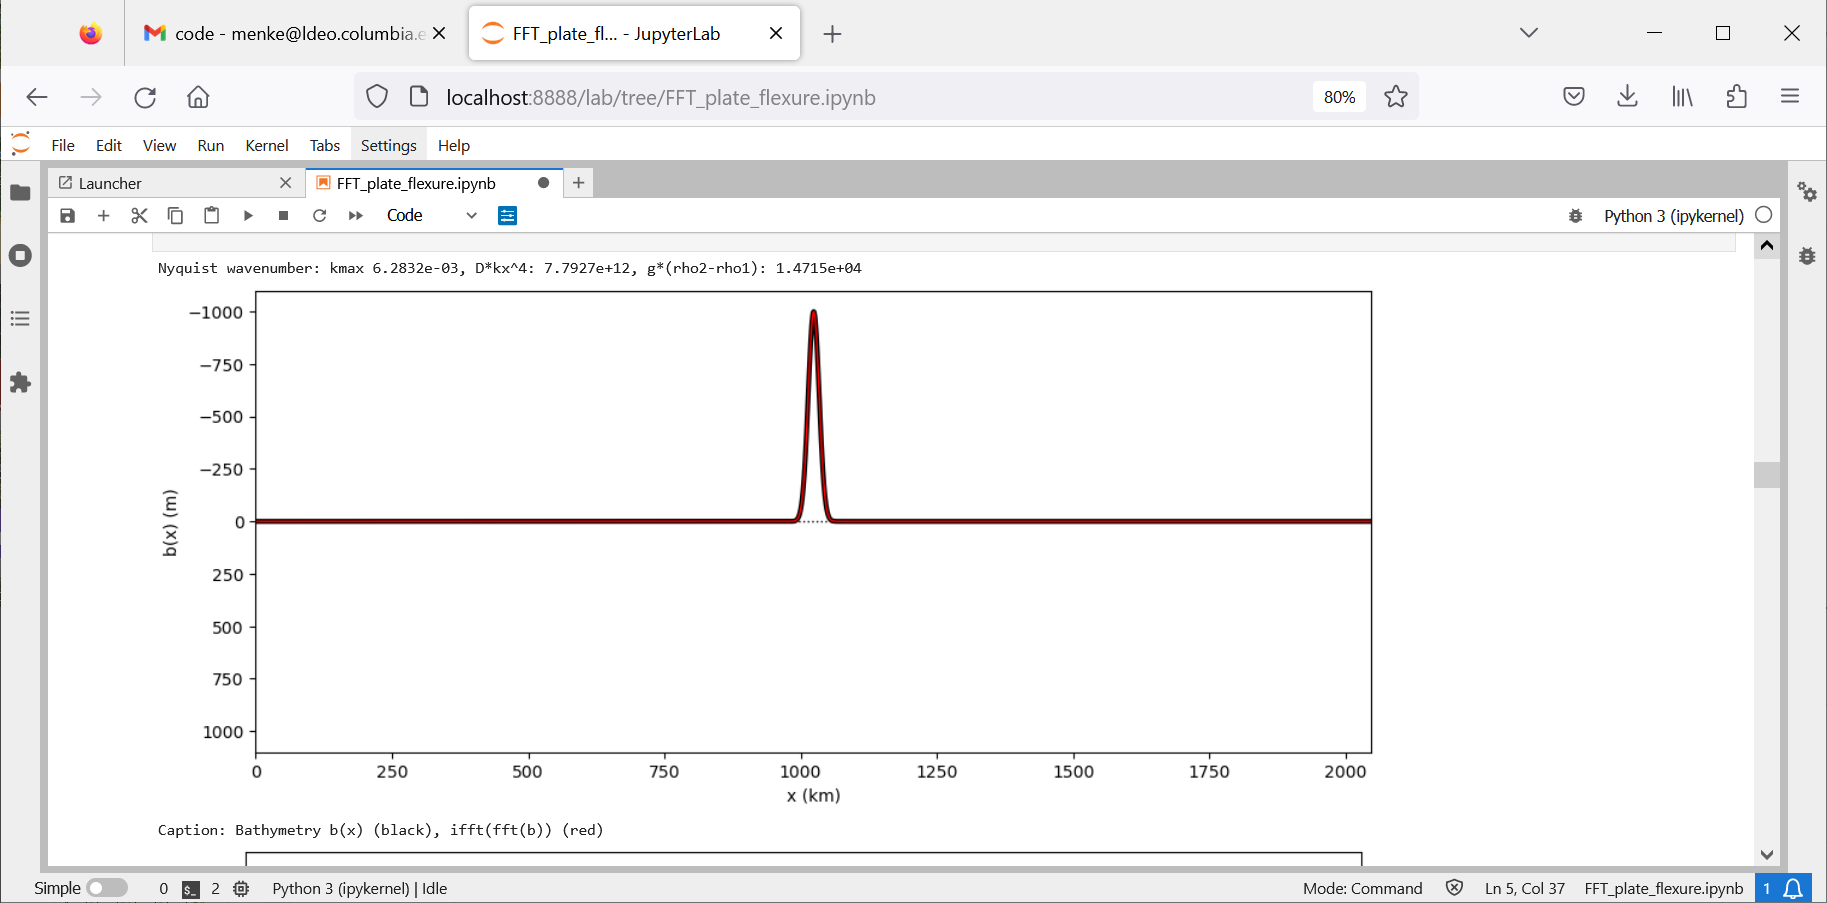 code - menke@ldeo.columbia.e
FFT_plate_fl... - JupyterLab
localhost:8888/lab/tree/FFT_plate_flexure.ipynb
80%
File Edit View Run Kernel Tabs Settings Help
Launcher
FFT_plate_flexure.ipynb
Code
Python 3 (ipykernel)
Nyquist wavenumber: kmax 6.2832e-03, D*kx^4: 7.7927e+12, g*(rho2-rho1): 1.4715e+04
−1000
−750
−500
−250
0
250
500
750
1000
b(x) (m)
0 250 500 750 1000 1250 1500 1750 2000
x (km)
Caption: Bathymetry b(x) (black), ifft(fft(b)) (red)
Simple 0 $_ 2 Python 3 (ipykernel) | Idle Mode: Command Ln 5, Col 37 FFT_plate_flexure.ipynb 1